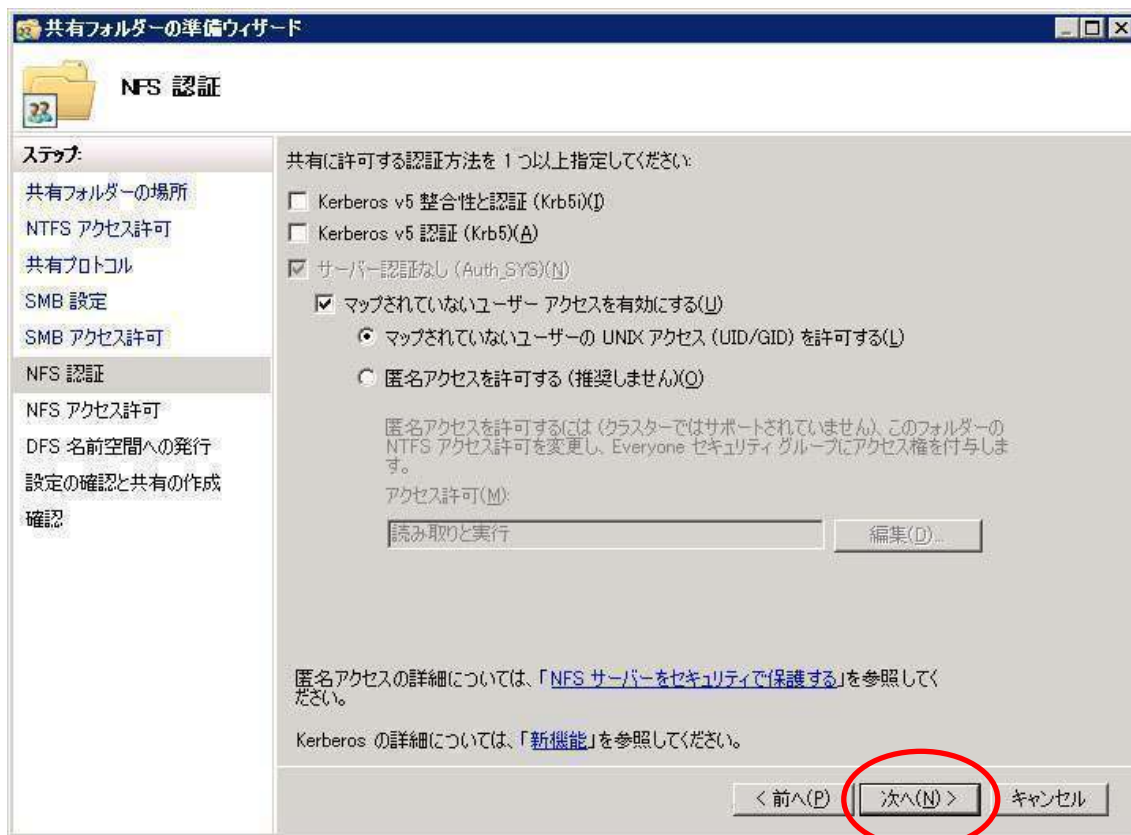 共有フォルダーの準備ウィザード
NFS 認証
ステップ:
共有フォルダーの場所
NTFS アクセス許可
共有プロトコル
SMB 設定
SMB アクセス許可
NFS 認証
NFS アクセス許可
DFS 名前空間への発行
設定の確認と共有の作成
確認
共有に許可する認証方法を 1 つ以上指定してください:
Kerberos v5 整合性と認証 (Krb5i)(I)
Kerberos v5 認証 (Krb5)(A)
サーバー認証なし (Auth_SYS)(N)
マップされていないユーザー アクセスを有効にする(U)
マップされていないユーザーの UNIX アクセス (UID/GID) を許可する(L)
匿名アクセスを許可する (推奨しません)(O)
匿名アクセスを許可するには (クラスターではサポートされていません)、このフォルダーの
NTFS アクセス許可を変更し、Everyone セキュリティ グループにアクセス権を付与しま
す。
アクセス許可(M):
読み取りと実行
編集(D)...
匿名アクセスの詳細については、「NFS サーバーをセキュリティで保護する」を参照してく
ださい。
Kerberos の詳細については、「新機能」を参照してください。
< 前へ(P)
次へ(N) >
キャンセル